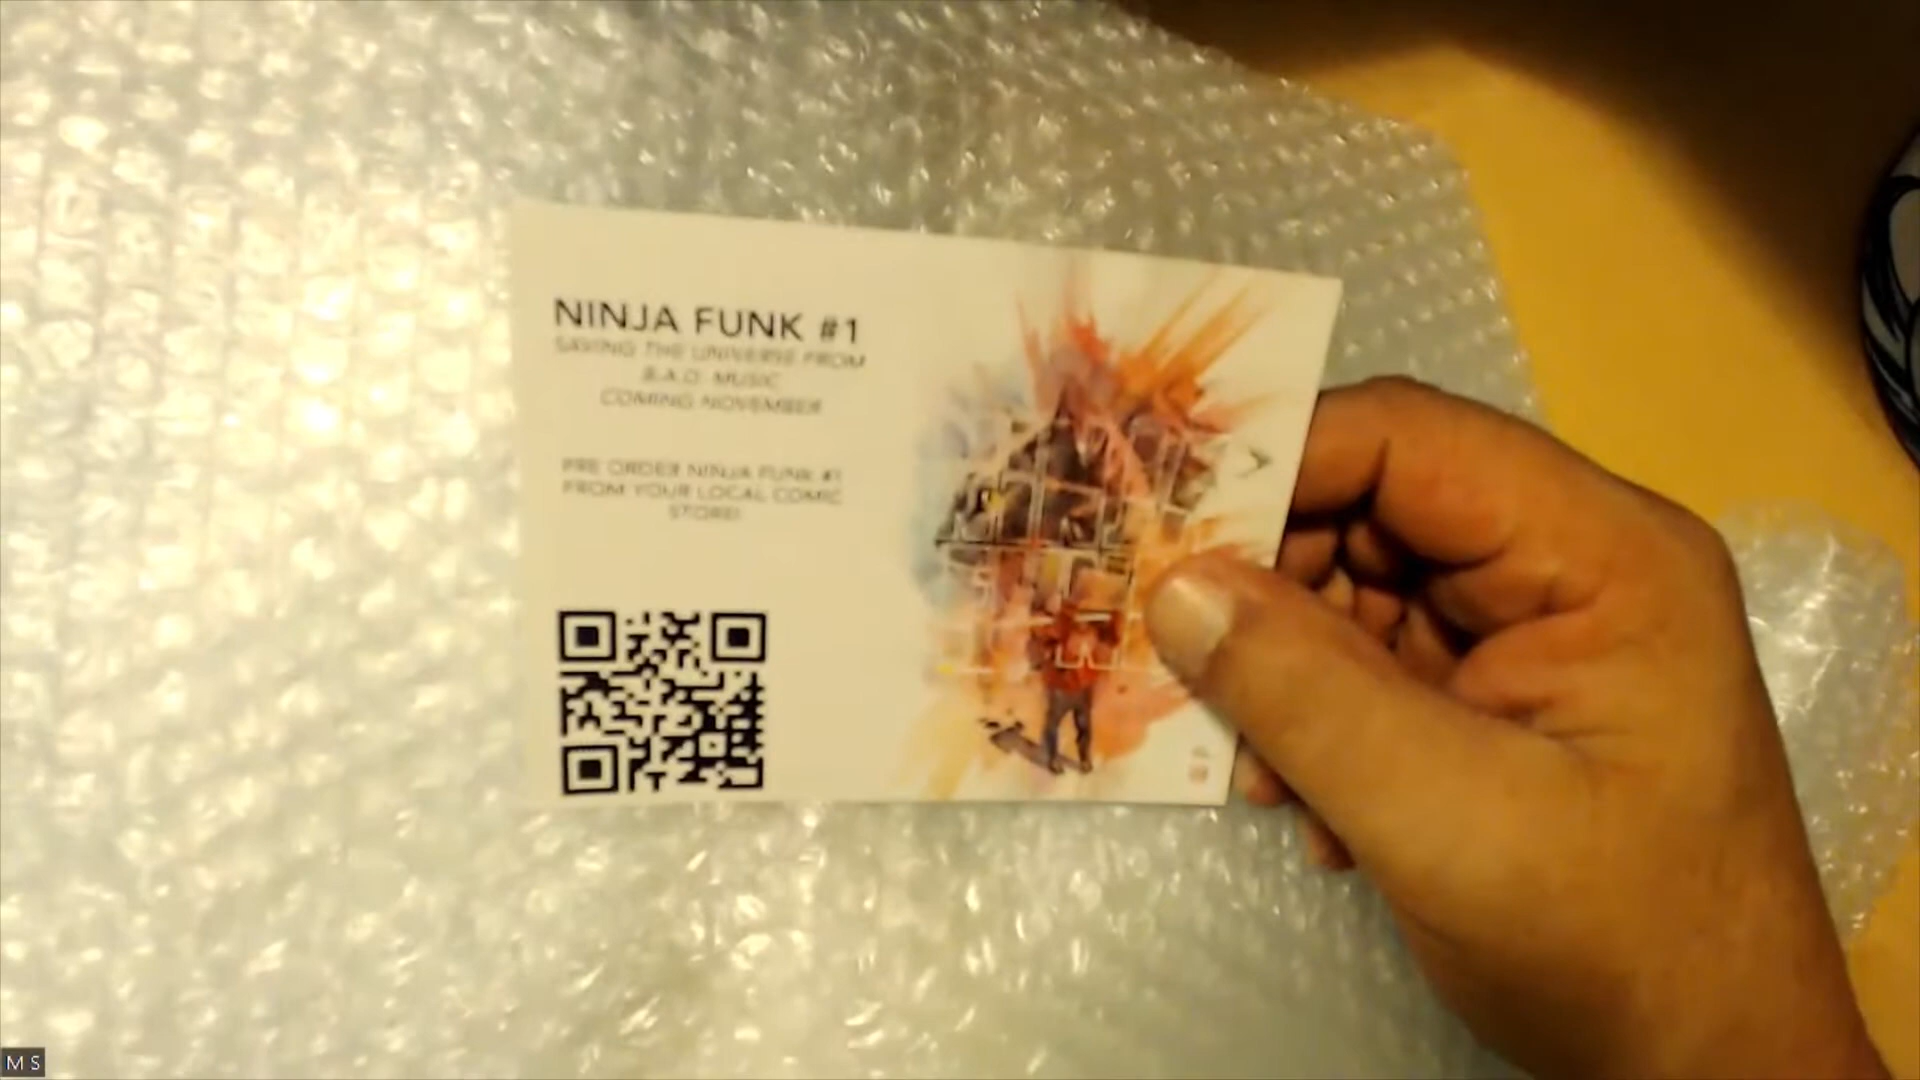 NINJA FUNK #1
SAVING THE UNIVERSE FROM
B.A.D. MUSIC
COMING NOVEMBER
PRE ORDER NINJA FUNK #1
FROM YOUR LOCAL COMIC
STORE!
M S